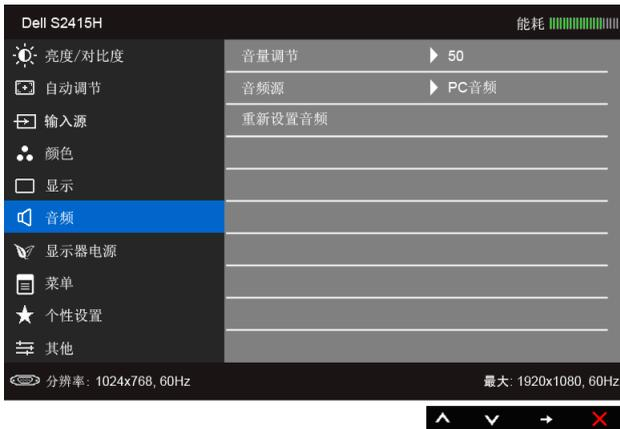 Dell S2415H 能耗
亮度/对比度
音量调节 50
自动调节
音频源 PC音频
输入源
重新设置音频
颜色
显示
音频
显示器电源
菜单
个性设置
其他
分辨率: 1024x768, 60Hz 最大: 1920x1080, 60Hz